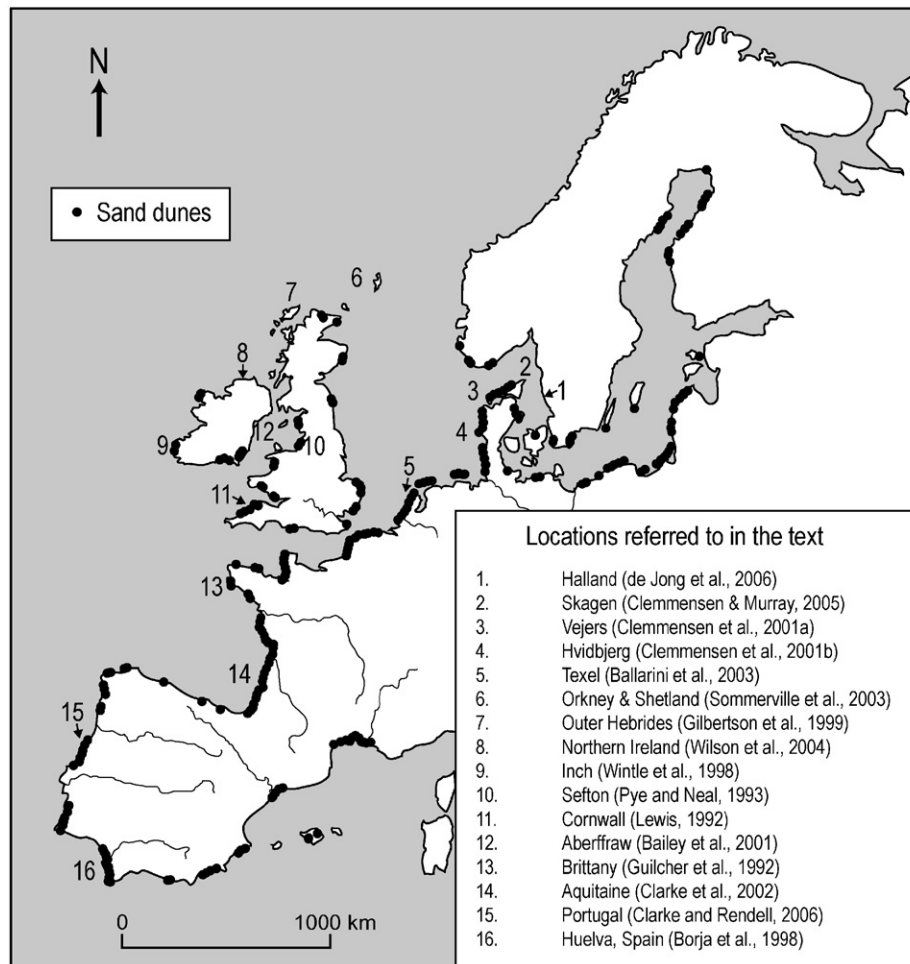 N
• Sand dunes
6
7
8
2
1
3
4
9
12
10
5
11
13
14
15
16
0 1000 km
Locations referred to in the text
1. Halland (de Jong et al., 2006)
2. Skagen (Clemmensen & Murray, 2005)
3. Vejers (Clemmensen et al., 2001a)
4. Hvidbjerg (Clemmensen et al., 2001b)
5. Texel (Ballarini et al., 2003)
6. Orkney & Shetland (Sommerville et al., 2003)
7. Outer Hebrides (Gilbertson et al., 1999)
8. Northern Ireland (Wilson et al., 2004)
9. Inch (Wintle et al., 1998)
10. Sefton (Pye and Neal, 1993)
11. Cornwall (Lewis, 1992)
12. Aberffraw (Bailey et al., 2001)
13. Brittany (Guilcher et al., 1992)
14. Aquitaine (Clarke et al., 2002)
15. Portugal (Clarke and Rendell, 2006)
16. Huelva, Spain (Borja et al., 1998)